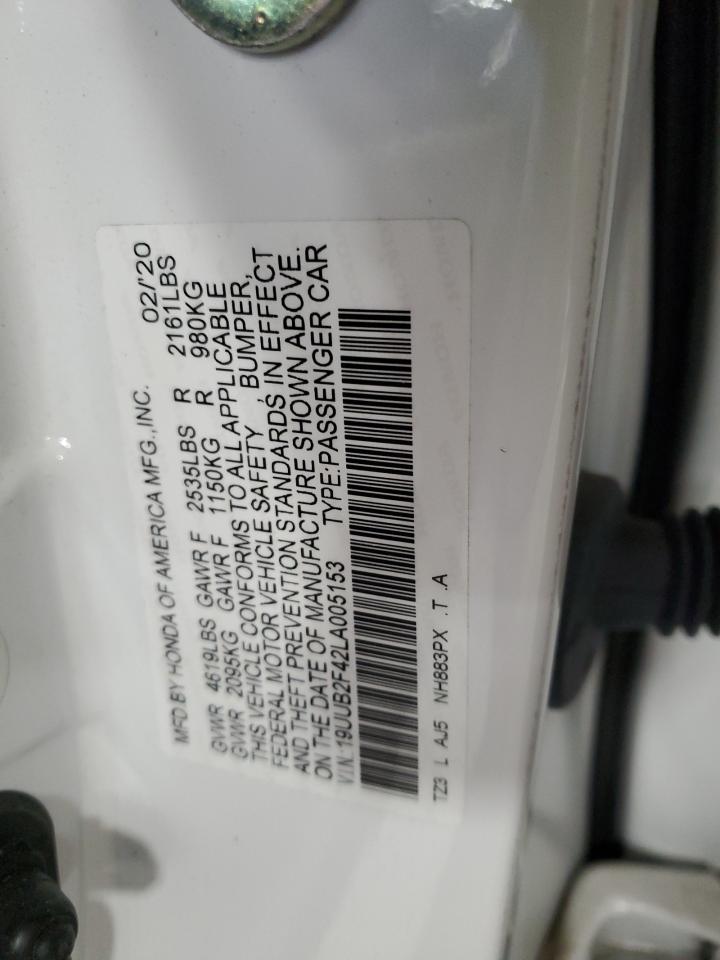 MFD BY HONDA OF AMERICA MFG.,INC. 02/'20
GVWR 4619LBS GAWR F 2535LBS R 2161LBS
GVWR 2095KG GAWR F 1150KG R 980KG
THIS VEHICLE CONFORMS TO ALL APPLICABLE
FEDERAL MOTOR VEHICLE SAFETY , BUMPER,
AND THEFT PREVENTION STANDARDS IN EFFECT
ON THE DATE OF MANUFACTURE SHOWN ABOVE.
V.I.N.:19UUB2F42LA005153 TYPE:PASSENGER CAR
TZ3 L AJ5 NH883PX .T .A